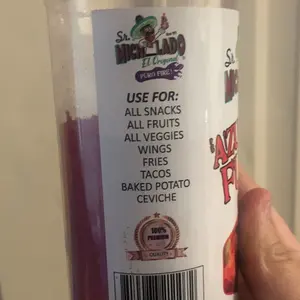 Sr.
MICHELADO
El Original
USE FOR:
ALL SNACKS
ALL FRUITS
ALL VEGGIES
WINGS
FRIES
TACOS
BAKED POTATO
CEVICHE
100%
PREMIUM
QUALITY
Sr.